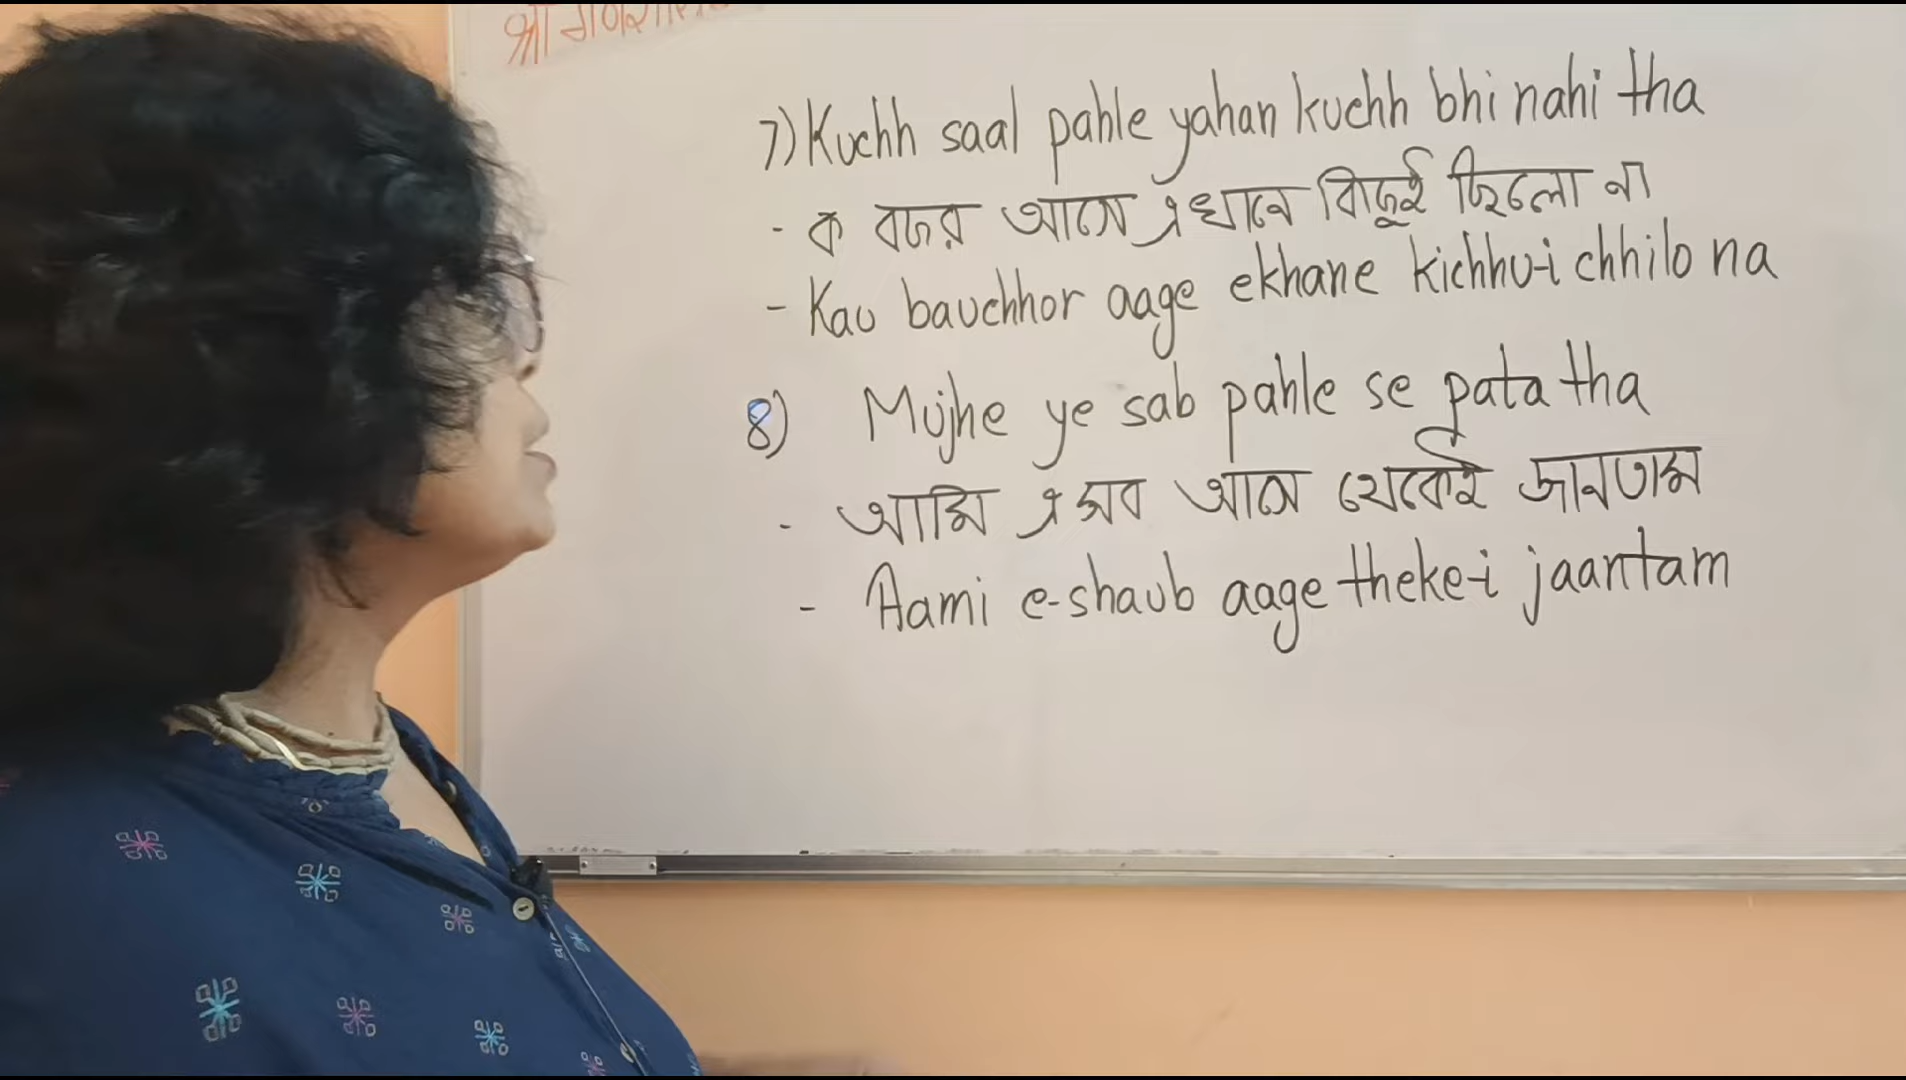 7) Kuchh saal pahle yahan kuchh bhi nahi tha
- ক বছর আগে এখানে কিছুই ছিলো না
- Kau bauchhor aage ekhane kichhu-i chhilo na
8) Mujhe ye sab pahle se pata tha
- আমি এ সব আগে থেকেই জানতাম
- Aami e-shaub aage theke-i jaantam